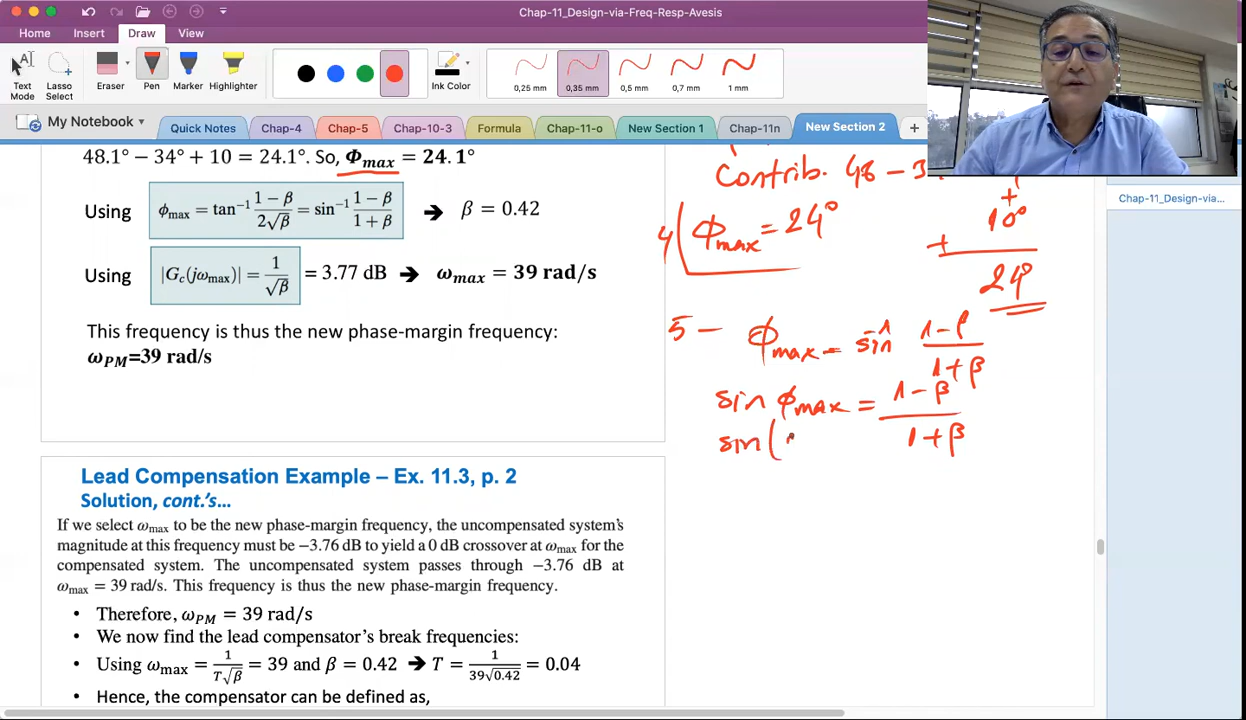 Chap-11_Design-via-Freq-Resp-Avesis
Home Insert Draw View
Text Mode
Lasso Select
Eraser
Pen
Marker
Highlighter
Ink Color
0,25 mm
0,35 mm
0,5 mm
0,7 mm
1 mm
My Notebook
Quick Notes
Chap-4
Chap-5
Chap-10-3
Formula
Chap-11-o
New Section 1
Chap-11n
New Section 2
+
Chap-11_Design-via...
48.1° − 34° + 10 = 24.1°. So, Φmax = 24.1°
Using ϕmax = tan⁻¹ (1 − β)/(2√β) = sin⁻¹ (1 − β)/(1 + β) ➔ β = 0.42
Using |Gc(jωmax)| = 1/√β = 3.77 dB ➔ ωmax = 39 rad/s
This frequency is thus the new phase-margin frequency:
ωPM=39 rad/s
Lead Compensation Example – Ex. 11.3, p. 2
Solution, cont.'s…
If we select ωmax to be the new phase-margin frequency, the uncompensated system's
magnitude at this frequency must be −3.76 dB to yield a 0 dB crossover at ωmax for the
compensated system. The uncompensated system passes through −3.76 dB at
ωmax = 39 rad/s. This frequency is thus the new phase-margin frequency.
• Therefore, ωPM = 39 rad/s
• We now find the lead compensator's break frequencies:
• Using ωmax = 1/(T√β) = 39 and β = 0.42 ➔ T = 1/(39√0.42) = 0.04
• Hence, the compensator can be defined as,
Contrib. 48 − 3
+
10°
+
24°
4 ϕmax = 24°
5 − ϕmax = sin⁻¹ (1 − β)/(1 + β)
sin ϕmax = (1 − β)/(1 + β)
sin (